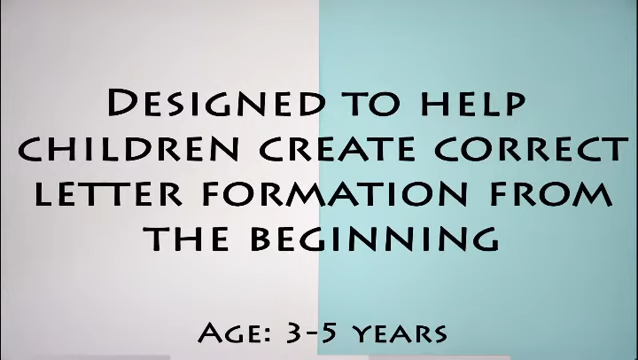 Designed to help
children create correct
letter formation from
the beginning
Age: 3-5 years